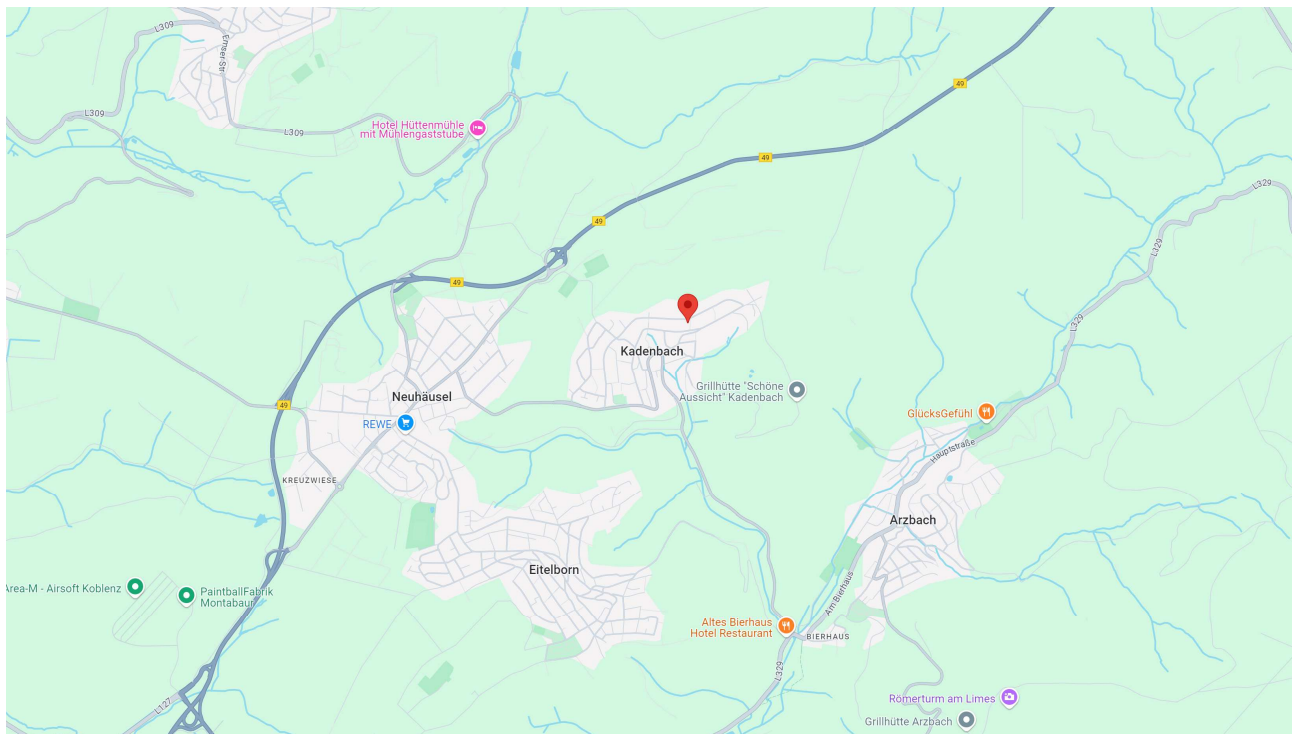 L309
Emser Str.
L309
L309
Hotel Hüttenmühle
mit Mühlengaststube
49
49
L329
49
L329
49
L329
Kadenbach
Neuhäusel
49
Grillhütte "Schöne
Aussicht" Kadenbach
REWE
GlücksGefühl
Hauptstraße
KREUZWIESE
Arzbach
Eitelborn
Area-M - Airsoft Koblenz
PaintballFabrik
Montabaur
Am Bierhaus
Altes Bierhaus
Hotel Restaurant
BIERHAUS
L329
L127
Römerturm am Limes
Grillhütte Arzbach